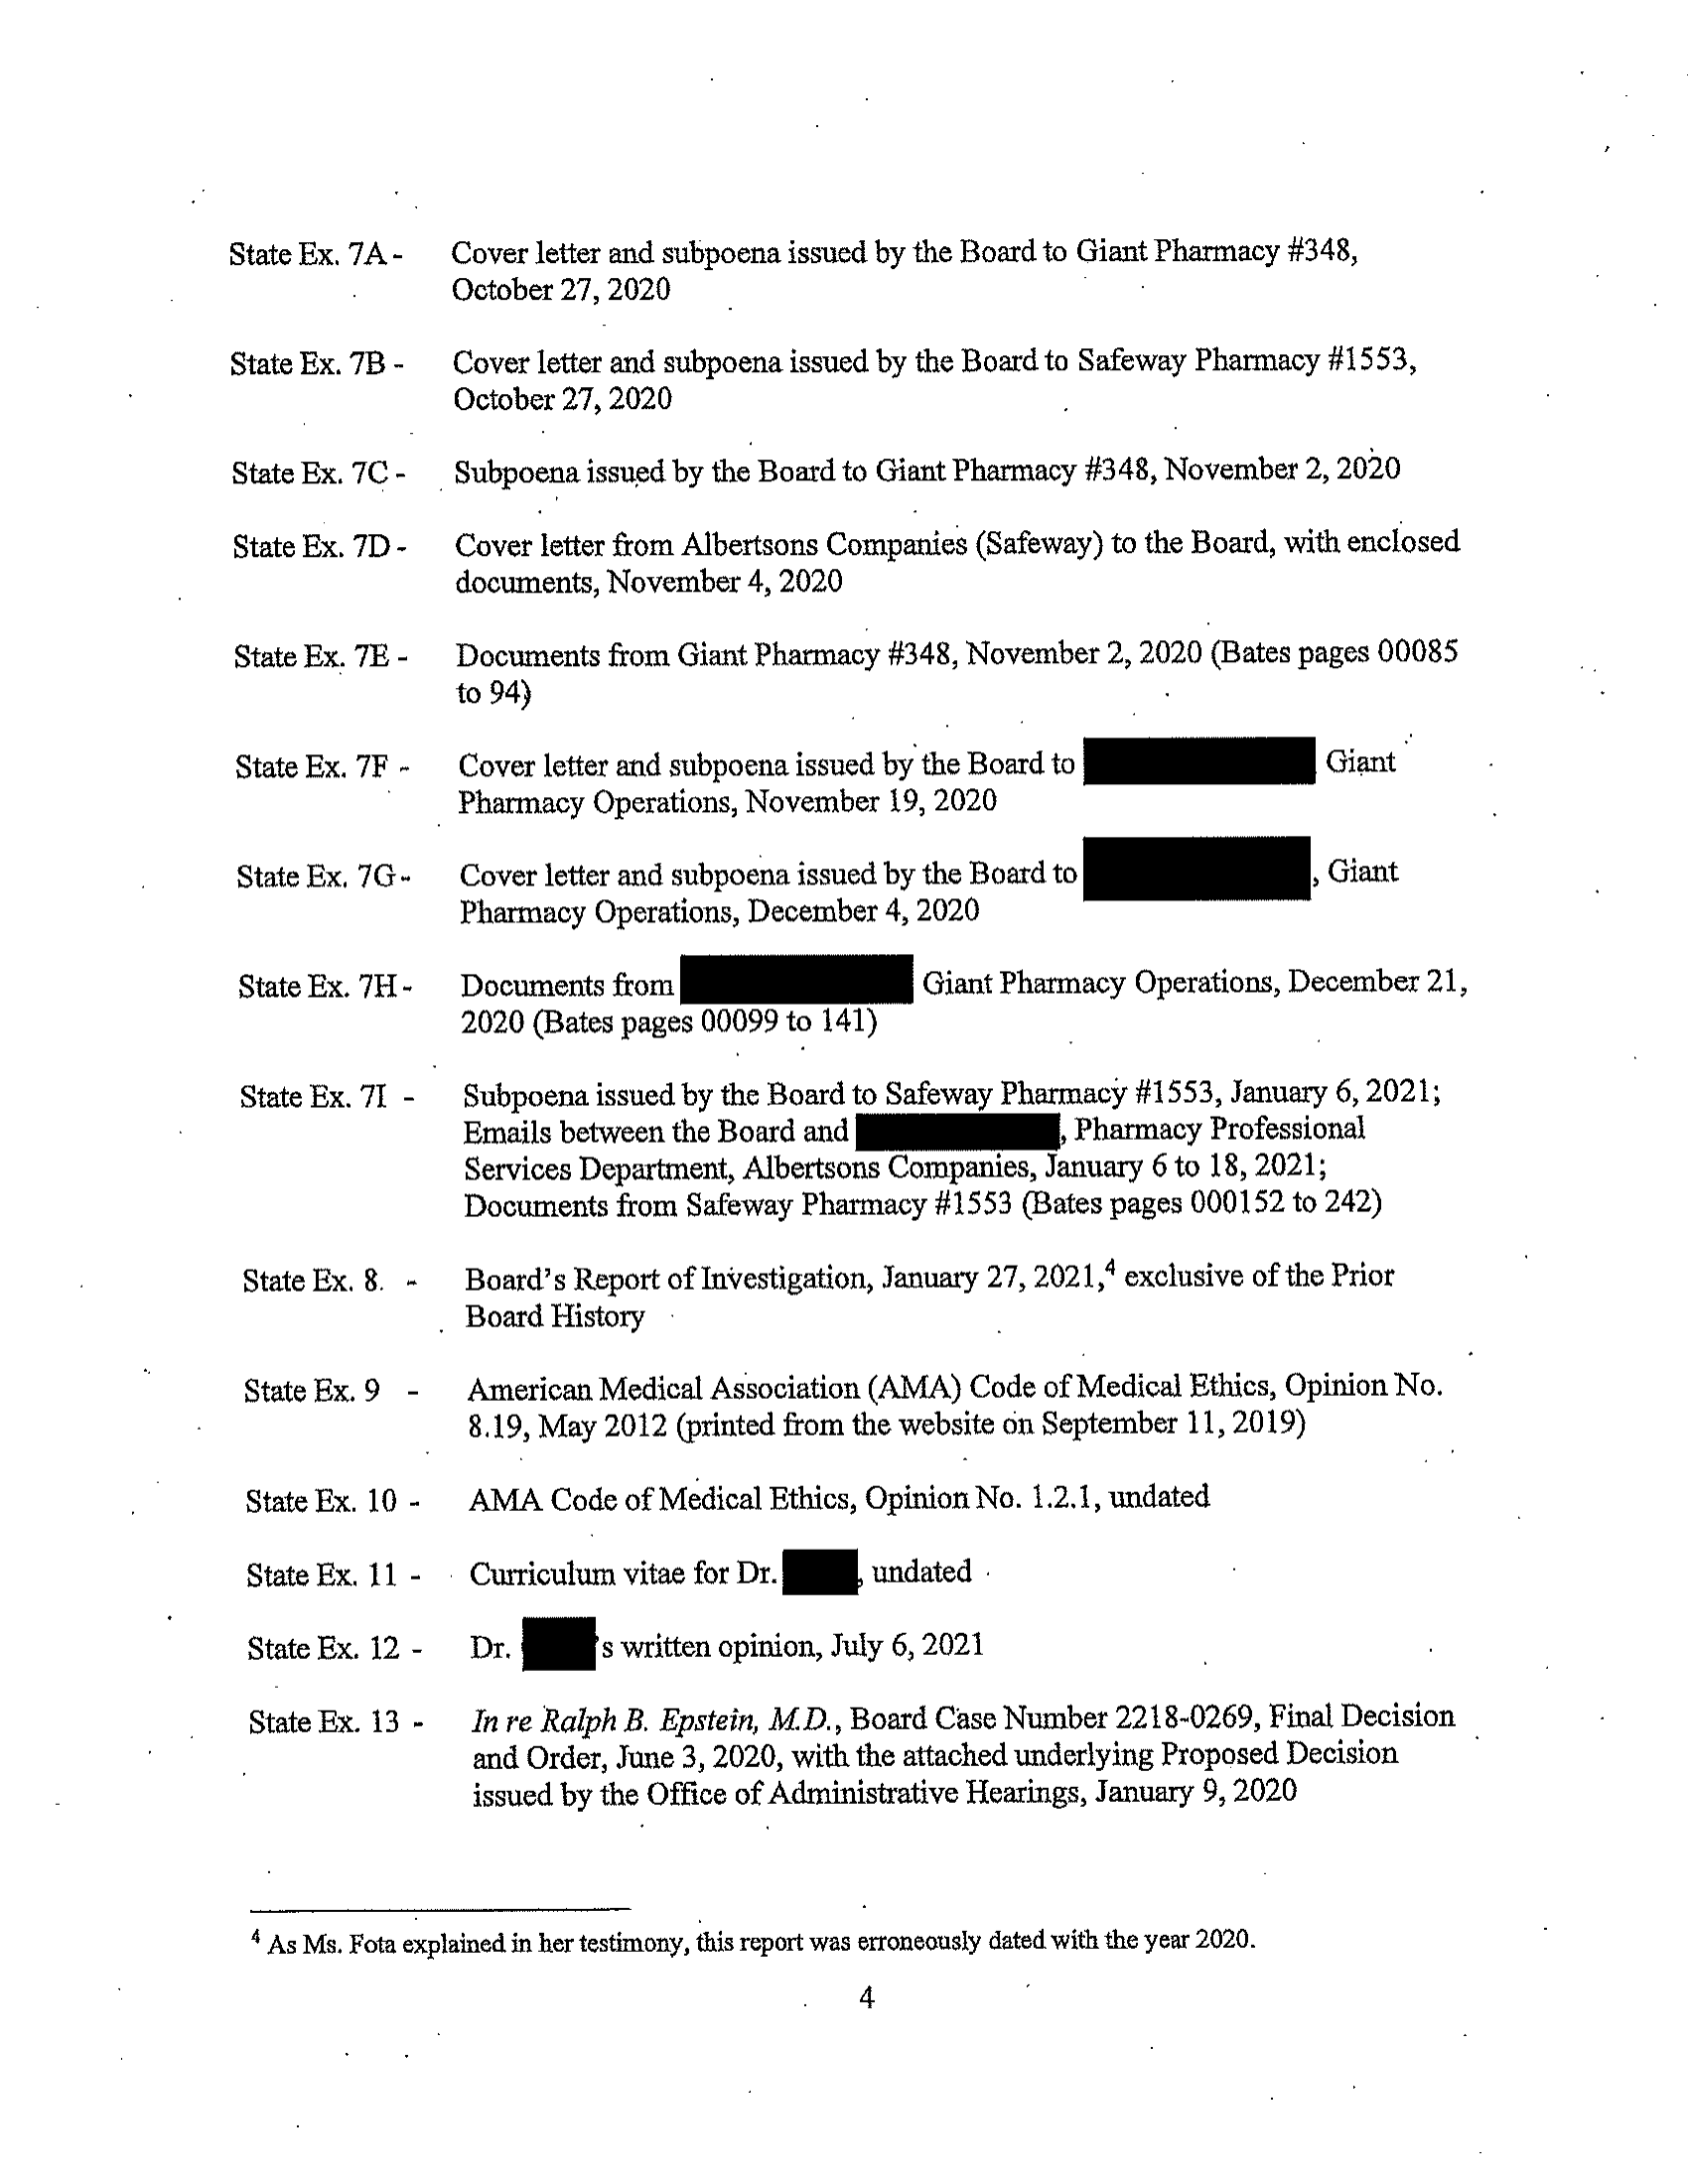 State Ex. 7A - Cover letter and subpoena issued by the Board to Giant Pharmacy #348,
October 27, 2020
State Ex. 7B - Cover letter and subpoena issued by the Board to Safeway Pharmacy #1553,
October 27, 2020
State Ex. 7C - Subpoena issued by the Board to Giant Pharmacy #348, November 2, 2020
State Ex. 7D - Cover letter from Albertsons Companies (Safeway) to the Board, with enclosed
documents, November 4, 2020
State Ex. 7E - Documents from Giant Pharmacy #348, November 2, 2020 (Bates pages 00085
to 94)
State Ex. 7F - Cover letter and subpoena issued by the Board to Giant
Pharmacy Operations, November 19, 2020
State Ex. 7G - Cover letter and subpoena issued by the Board to , Giant
Pharmacy Operations, December 4, 2020
State Ex. 7H - Documents from Giant Pharmacy Operations, December 21,
2020 (Bates pages 00099 to 141)
State Ex. 7I - Subpoena issued by the Board to Safeway Pharmacy #1553, January 6, 2021;
Emails between the Board and , Pharmacy Professional
Services Department, Albertsons Companies, January 6 to 18, 2021;
Documents from Safeway Pharmacy #1553 (Bates pages 000152 to 242)
State Ex. 8. - Board's Report of Investigation, January 27, 2021,⁴ exclusive of the Prior
Board History
State Ex. 9 - American Medical Association (AMA) Code of Medical Ethics, Opinion No.
8.19, May 2012 (printed from the website on September 11, 2019)
State Ex. 10 - AMA Code of Medical Ethics, Opinion No. 1.2.1, undated
State Ex. 11 - Curriculum vitae for Dr. , undated
State Ex. 12 - Dr. 's written opinion, July 6, 2021
State Ex. 13 - In re Ralph B. Epstein, M.D., Board Case Number 2218-0269, Final Decision
and Order, June 3, 2020, with the attached underlying Proposed Decision
issued by the Office of Administrative Hearings, January 9, 2020
⁴ As Ms. Fota explained in her testimony, this report was erroneously dated with the year 2020.
4